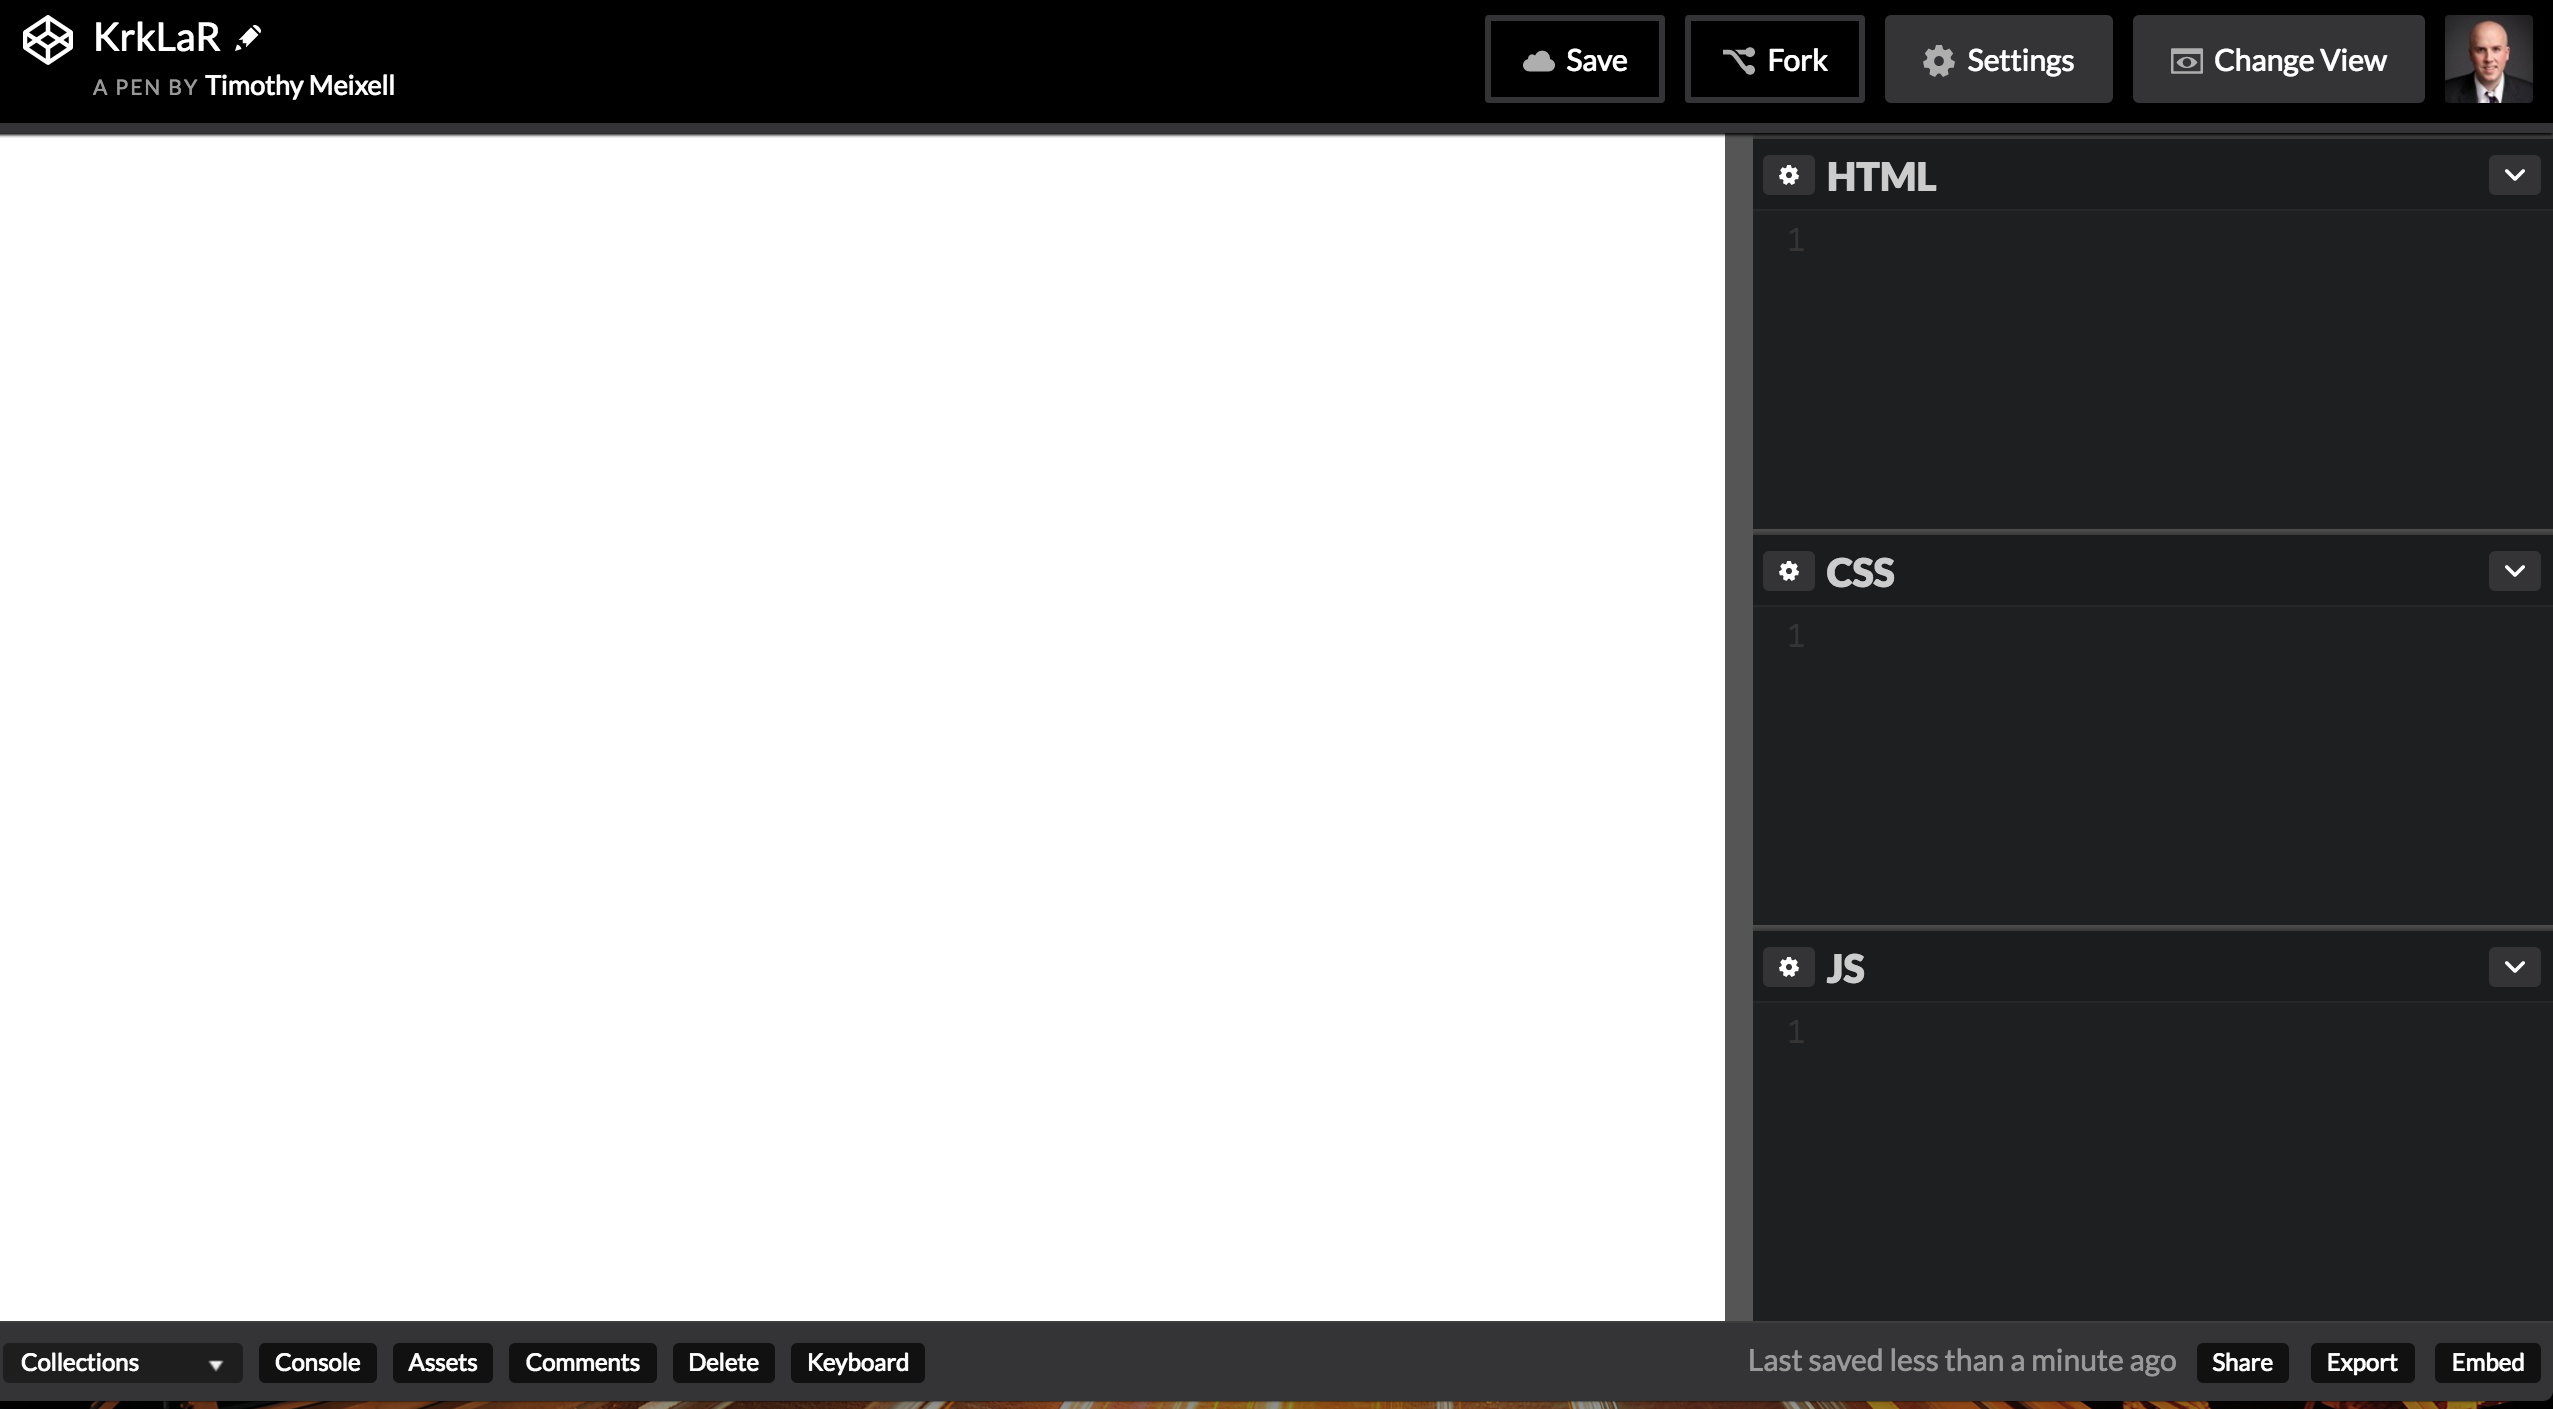 KrkLaR
A PEN BY Timothy Meixell
Save
Fork
Settings
Change View
HTML
1
CSS
1
JS
1
Collections
Console
Assets
Comments
Delete
Keyboard
Last saved less than a minute ago
Share
Export
Embed